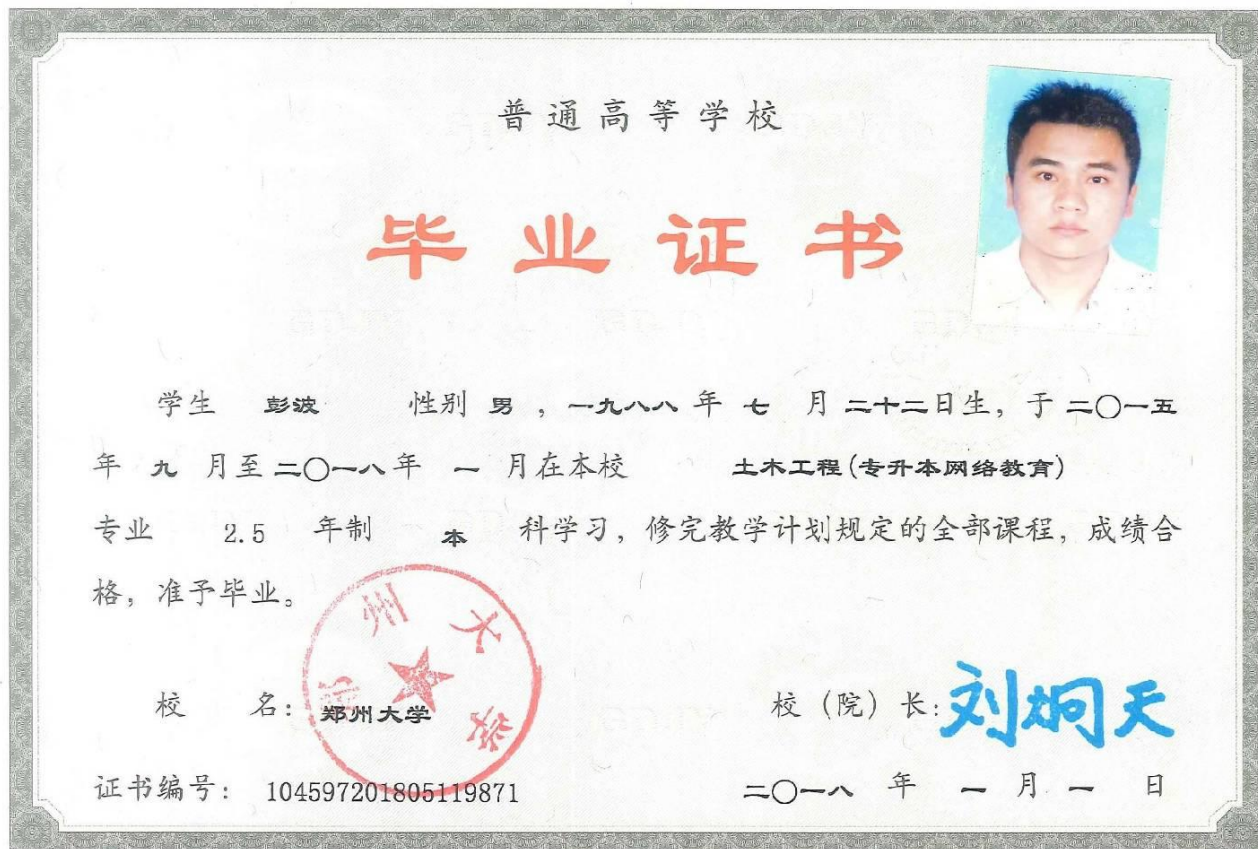 普通高等学校
毕业证书
学生 彭波 性别 男，一九八八 年 七 月 二十二日生，于 二〇一五
年 九 月至 二〇一八 年 一 月在本校 土木工程(专升本网络教育)
专业 2.5 年制 本 科学习，修完教学计划规定的全部课程，成绩合
格，准予毕业。
郑州大学
校 名：郑州大学 校（院）长：刘炯天
证书编号：104597201805119871 二〇一八 年 一 月 一 日